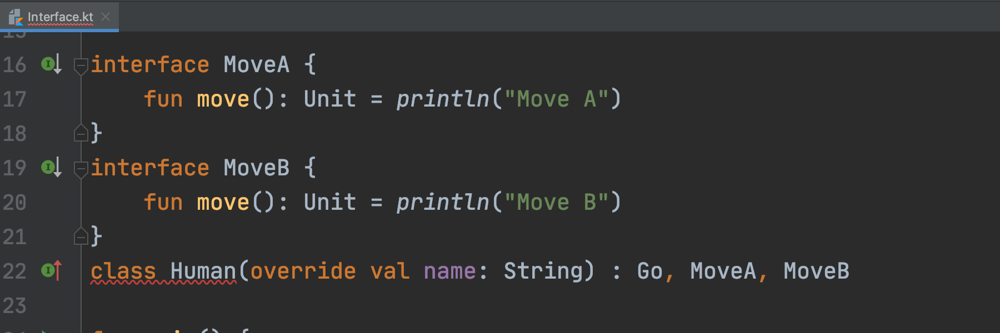 Interface.kt
15
16 interface MoveA {
17 fun move(): Unit = println("Move A")
18 }
19 interface MoveB {
20 fun move(): Unit = println("Move B")
21 }
22 class Human(override val name: String) : Go, MoveA, MoveB
23